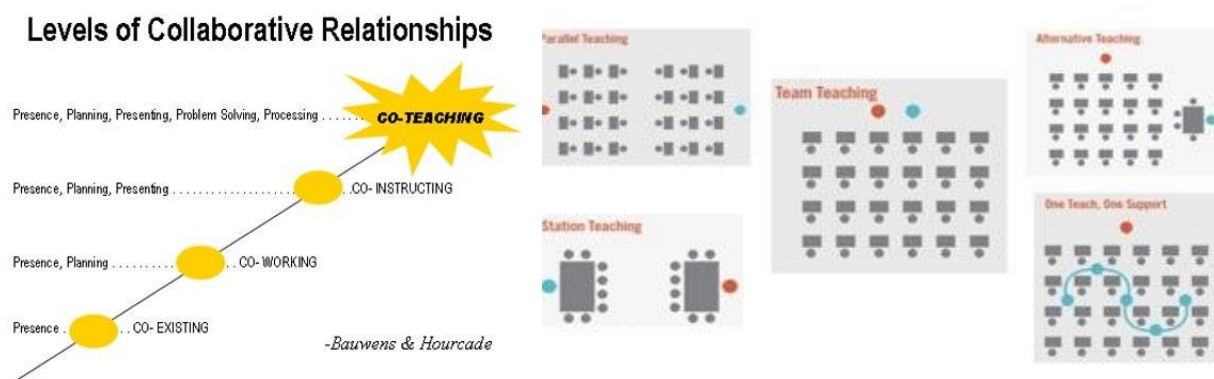 Levels of Collaborative Relationships
Presence, Planning, Presenting, Problem Solving, Processing . . . . . . . . CO-TEACHING
Presence, Planning, Presenting . . . . . . . . . . . . . . . . . . . . . . . . . . CO- INSTRUCTING
Presence, Planning . . . . . . . . . . . . . . CO- WORKING
Presence . . . . CO- EXISTING
-Bauwens & Hourcade
Parallel Teaching
Station Teaching
Team Teaching
Alternative Teaching
One Teach, One Support